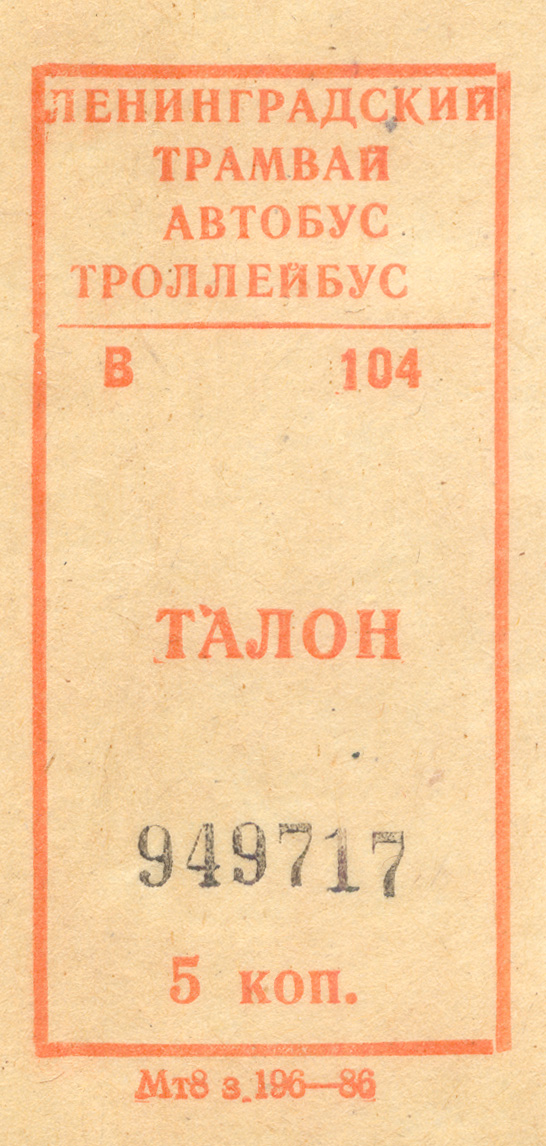 ЛЕНИНГРАДСКИЙ
ТРАМВАЙ
АВТОБУС
ТРОЛЛЕЙБУС
В 104
ТАЛОН
949717
5 коп.
Мт8 з.196—86